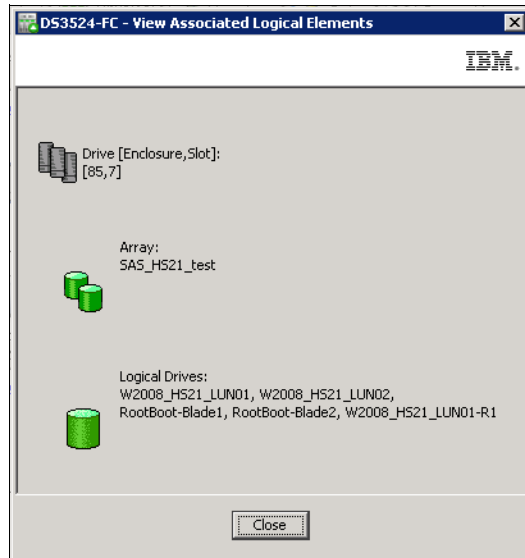 DS3524-FC - View Associated Logical Elements
IBM.
Drive [Enclosure,Slot]:
[85,7]
Array:
SAS_HS21_test
Logical Drives:
W2008_HS21_LUN01, W2008_HS21_LUN02,
RootBoot-Blade1, RootBoot-Blade2, W2008_HS21_LUN01-R1
Close